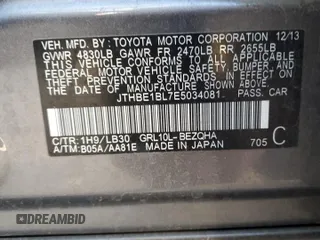 VEH. MFD. BY: TOYOTA MOTOR CORPORATION 12/13
GVWR 4830LB GAWR FR 2470LB RR 2655LB
THIS VEHICLE CONFORMS TO ALL APPLICABLE
FEDERAL MOTOR VEHICLE SAFETY, BUMPER, AND
THEFT PREVENTION STANDARDS IN EFFECT ON
THE DATE OF MANUFACTURE SHOWN ABOVE.
JTHBE1BL7E5034081
PASS. CAR
C/TR: 1H9/LB30 GRL10L-BEZQHA
A/TM: B05A/AA81E MADE IN JAPAN 705 C
© DREAMBID